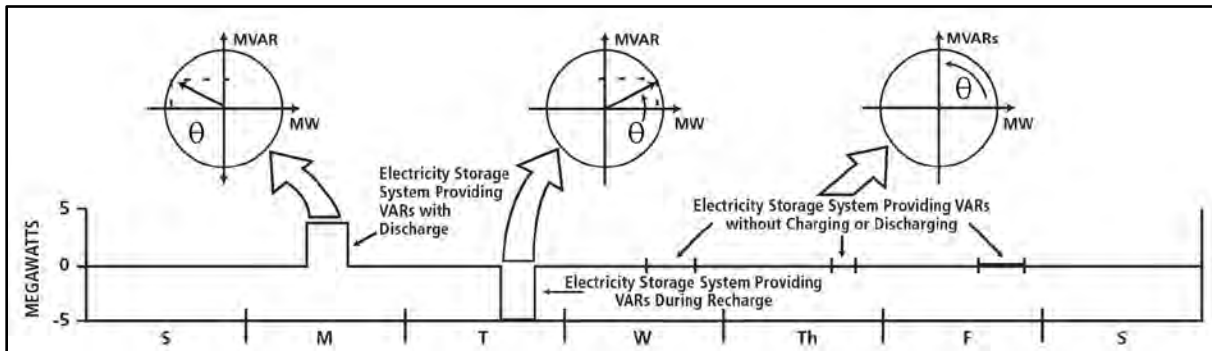 MVAR
MW
θ
MVAR
MW
θ
MVARs
MW
θ
Electricity Storage
System Providing
VARs with
Discharge
Electricity Storage System Providing VARs
without Charging or Discharging
Electricity Storage System Providing
VARs During Recharge
MEGAWATTS
5
0
-5
S
M
T
W
Th
F
S